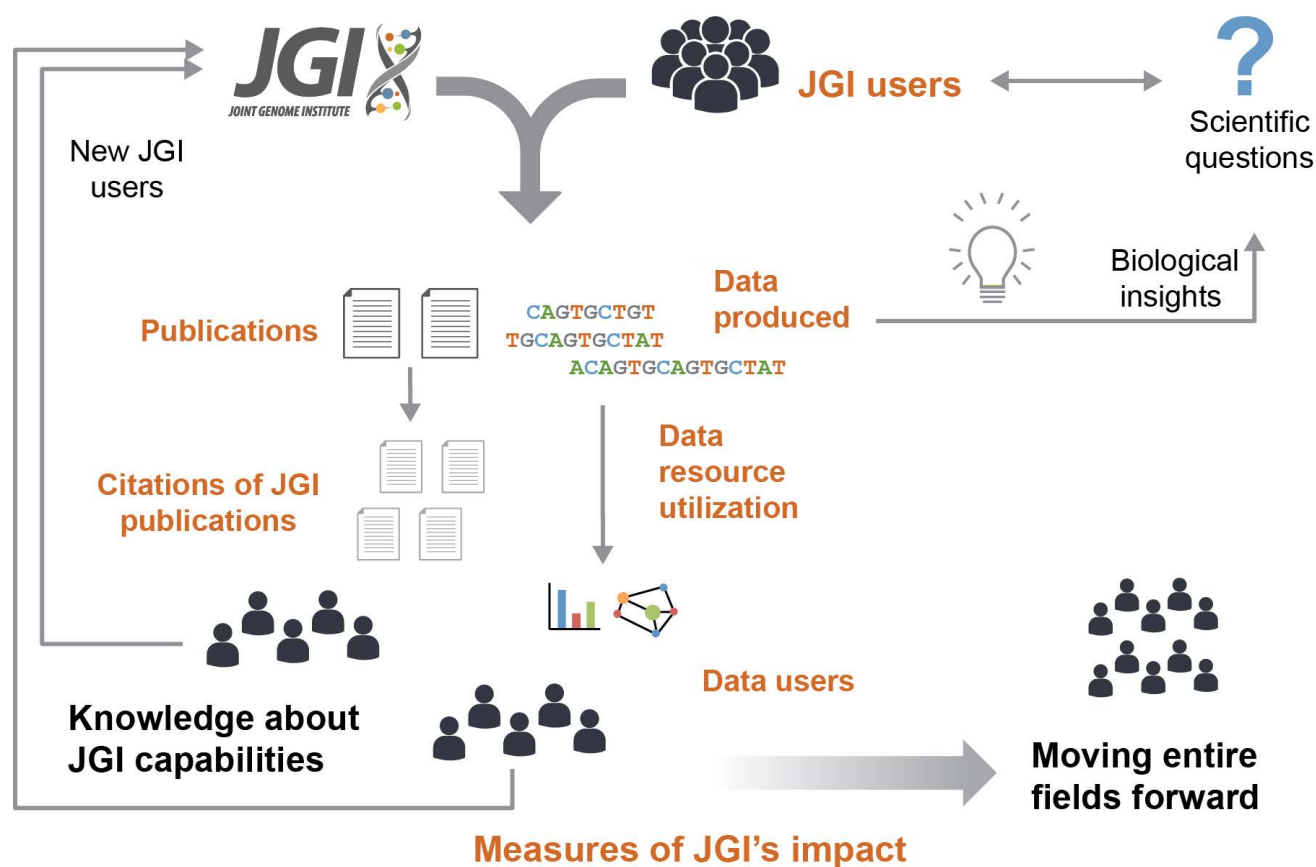 JGI
JOINT GENOME INSTITUTE
JGI users
?
Scientific
questions
New JGI
users
Biological
insights
Data
produced
Publications
CAGTGCTGT
TGCAGTGCTAT
ACAGTGCAGTGCTAT
Data
resource
utilization
Citations of JGI
publications
Data users
Knowledge about
JGI capabilities
Moving entire
fields forward
Measures of JGI's impact